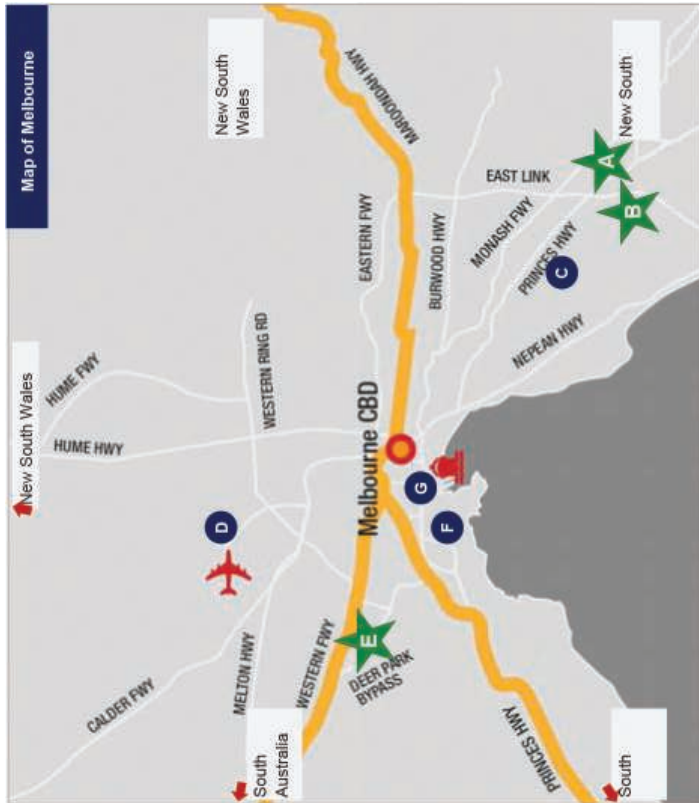 Map of Melbourne
New South Wales
New South
Wales
HUME FWY
HUME HWY
WESTERN RING RD
MAROONDAH HWY
D
CALDER FWY
MELTON HWY
WESTERN FWY
EASTERN FWY
Melbourne CBD
BURWOOD HWY
EAST LINK
MONASH FWY
PRINCES HWY
NEPEAN HWY
A
B
C
New South
G
F
E
DEER PARK
BYPASS
South
Australia
PRINCES HWY
South